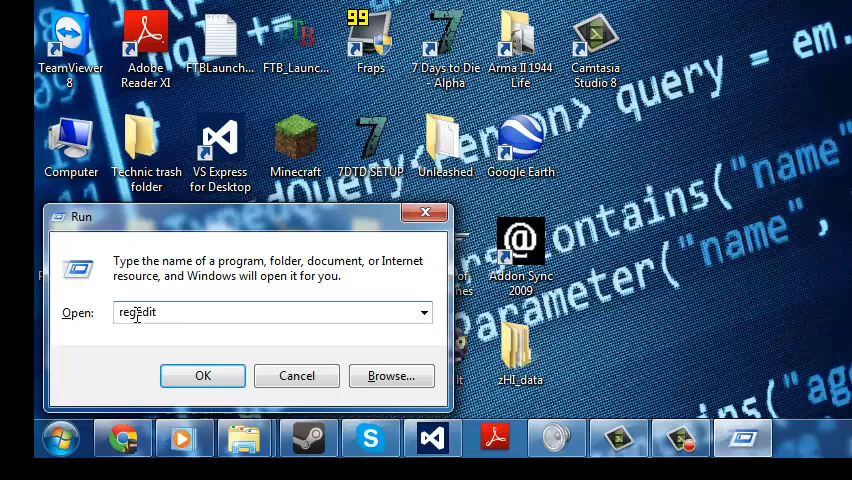 99
TeamViewer
8
Adobe
Reader XI
FTBLaunch...
FTB_Launc...
Fraps
7 Days to Die
- Alpha
Arma II 1944
Life
Camtasia
Studio 8
query = em.
TypedQuery<Person>
contains("name"
"name",
Parameter(
Computer
Technic trash
folder
VS Express
for Desktop
Minecraft
7DTD SETUP
Unleashed
Google Earth
Run
Type the name of a program, folder, document, or Internet
resource, and Windows will open it for you.
Open:
regedit
OK
Cancel
Browse...
@
Addon Sync
2009
zHI_data